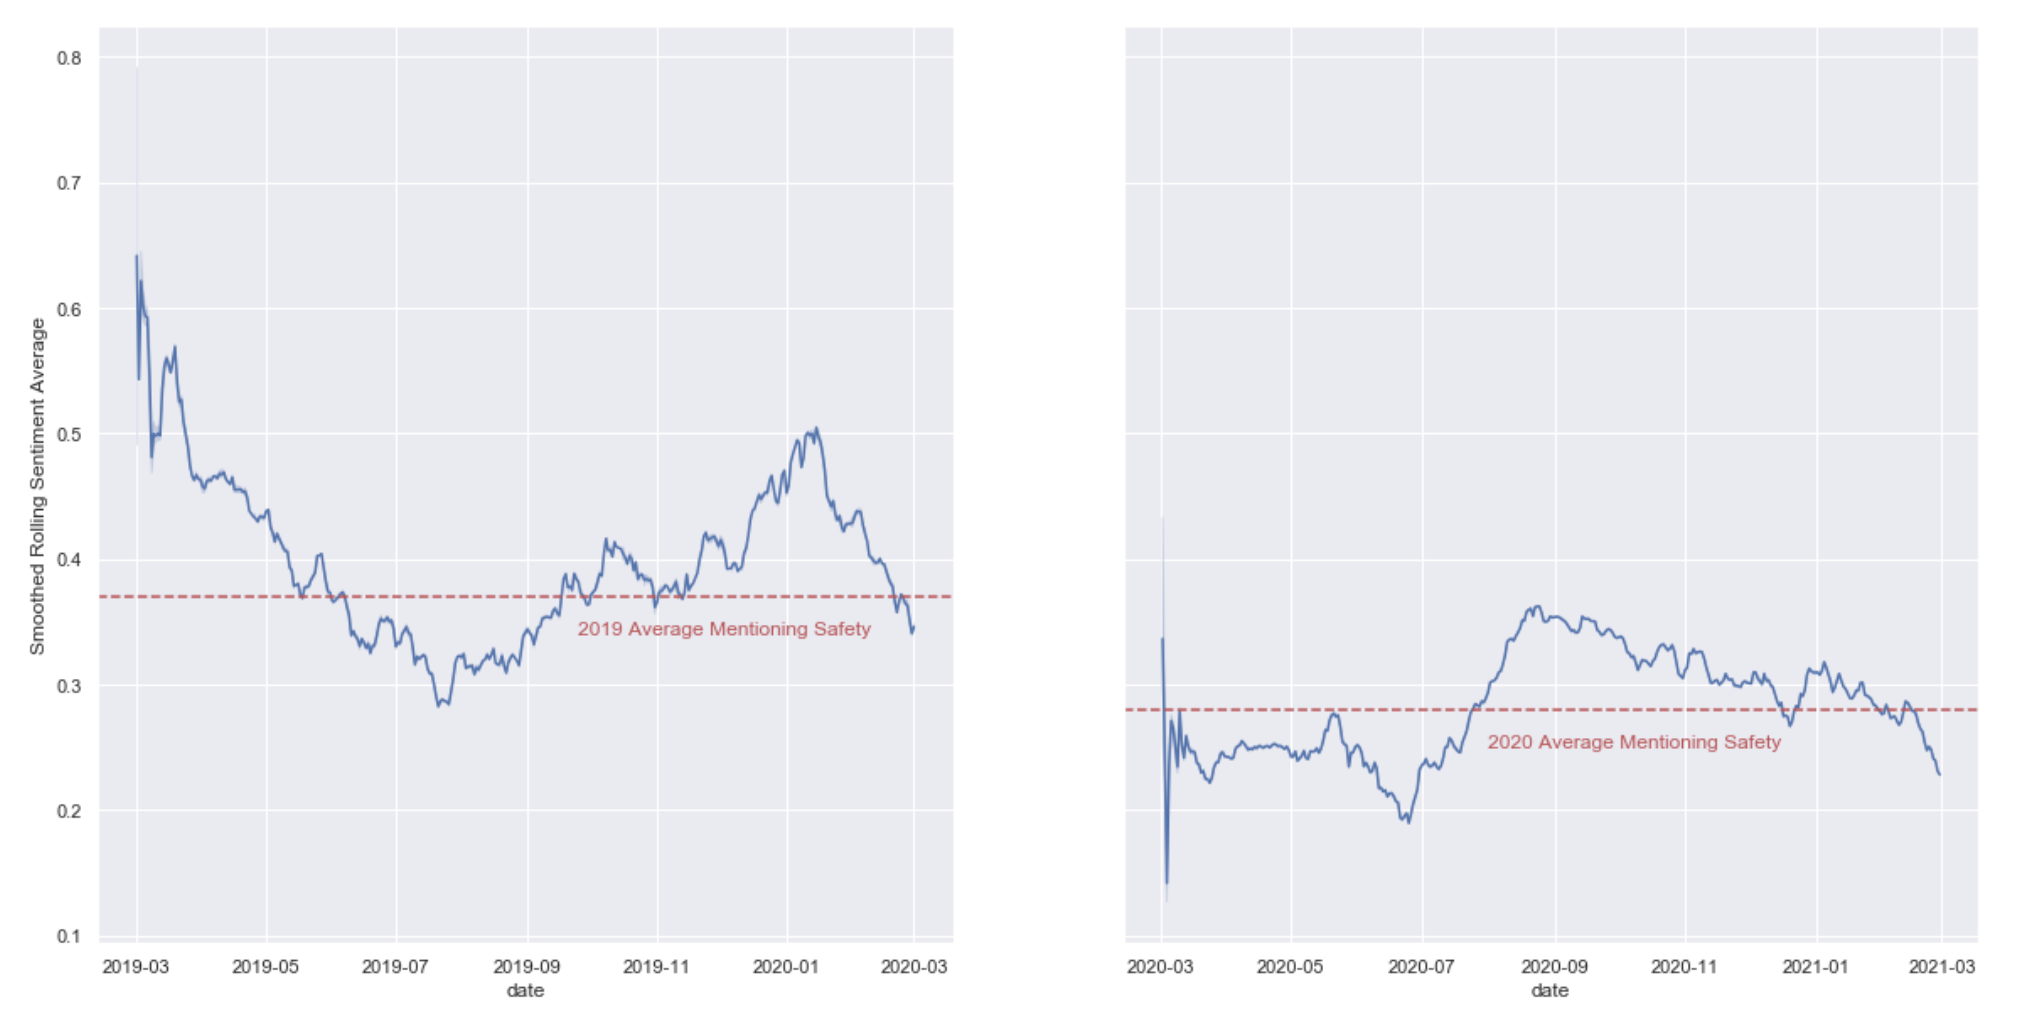 Smoothed Rolling Sentiment Average
0.8
0.7
0.6
0.5
0.4
0.3
0.2
0.1
2019 Average Mentioning Safety
2019-03 2019-05 2019-07 2019-09 2019-11 2020-01 2020-03
date
2020 Average Mentioning Safety
2020-03 2020-05 2020-07 2020-09 2020-11 2021-01 2021-03
date